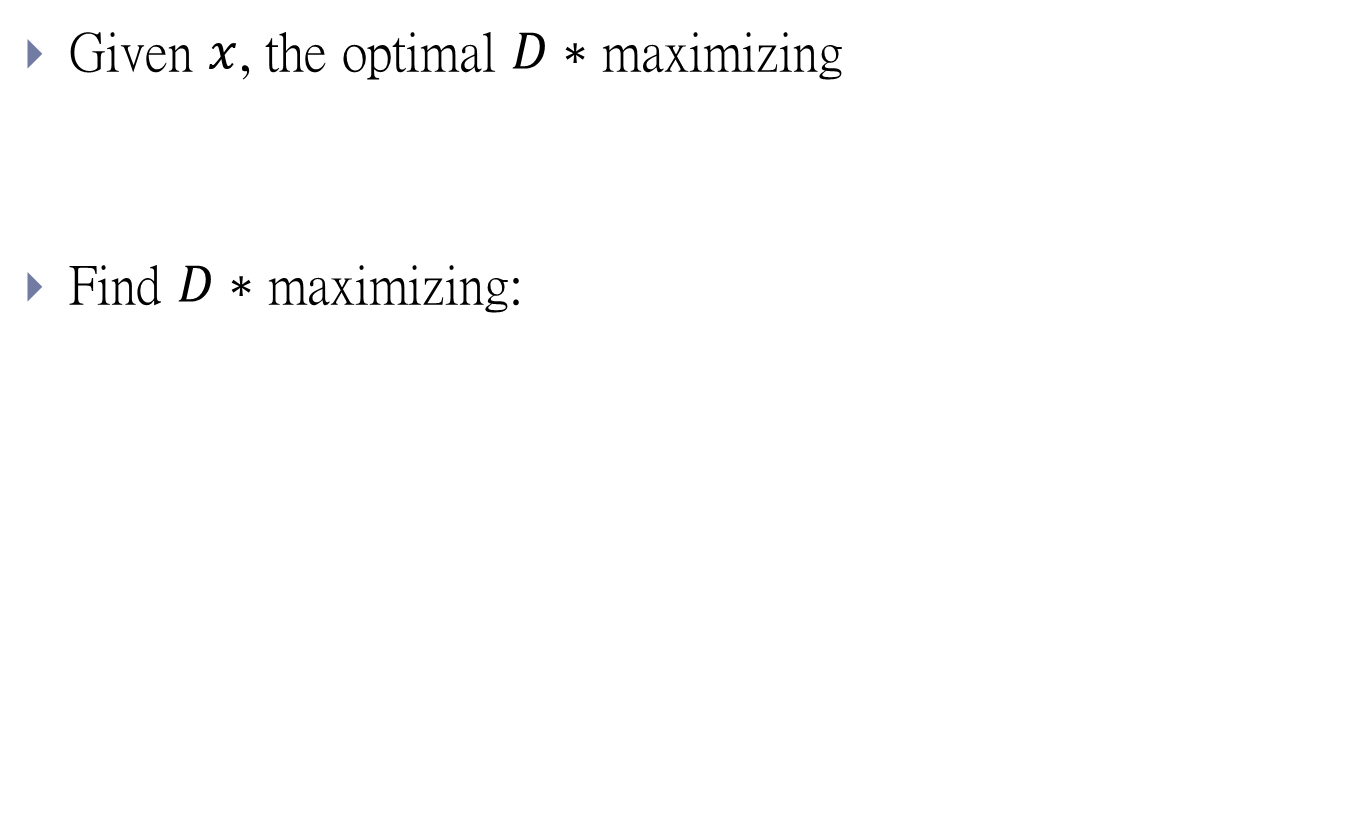 Given x, the optimal D * maximizing
Find D * maximizing: